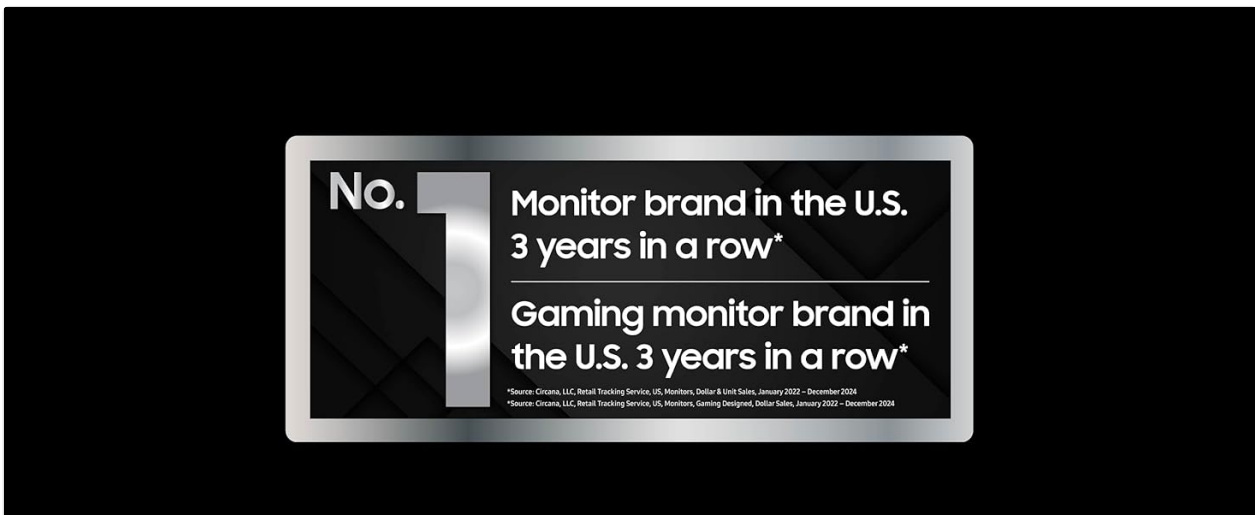 No. 1
Monitor brand in the U.S.
3 years in a row*
Gaming monitor brand in
the U.S. 3 years in a row*
*Source: Circana, LLC, Retail Tracking Service, US, Monitors, Dollar & Unit Sales, January 2022 – December 2024
*Source: Circana, LLC, Retail Tracking Service, US, Monitors, Gaming Designed, Dollar Sales, January 2022 – December 2024